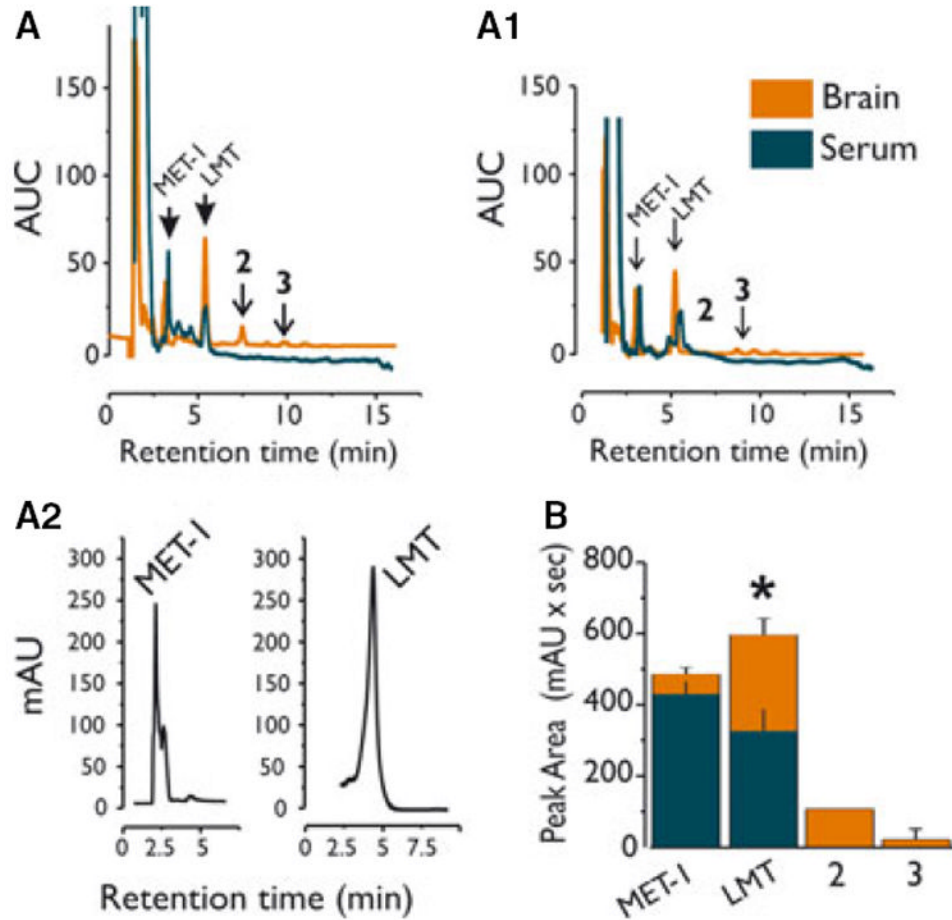 A
150
100
50
0
AUC
MET-1
LMT
2
3
0 5 10 15
Retention time (min)
A1
150
100
50
0
AUC
MET-1
LMT
2
3
Brain
Serum
0 5 10 15
Retention time (min)
A2
300
250
200
150
100
50
0
mAU
MET-1
0 2.5 5
300
250
200
150
100
50
0
LMT
0 2.5 5 7.5
Retention time (min)
B
800
600
400
200
0
Peak Area (mAU x sec)
*
MET-1 LMT 2 3